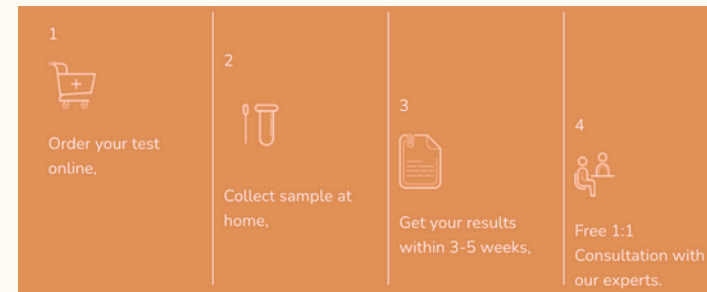 1
Order your test
online,
2
Collect sample at
home,
3
Get your results
within 3-5 weeks,
4
Free 1:1
Consultation with
our experts.